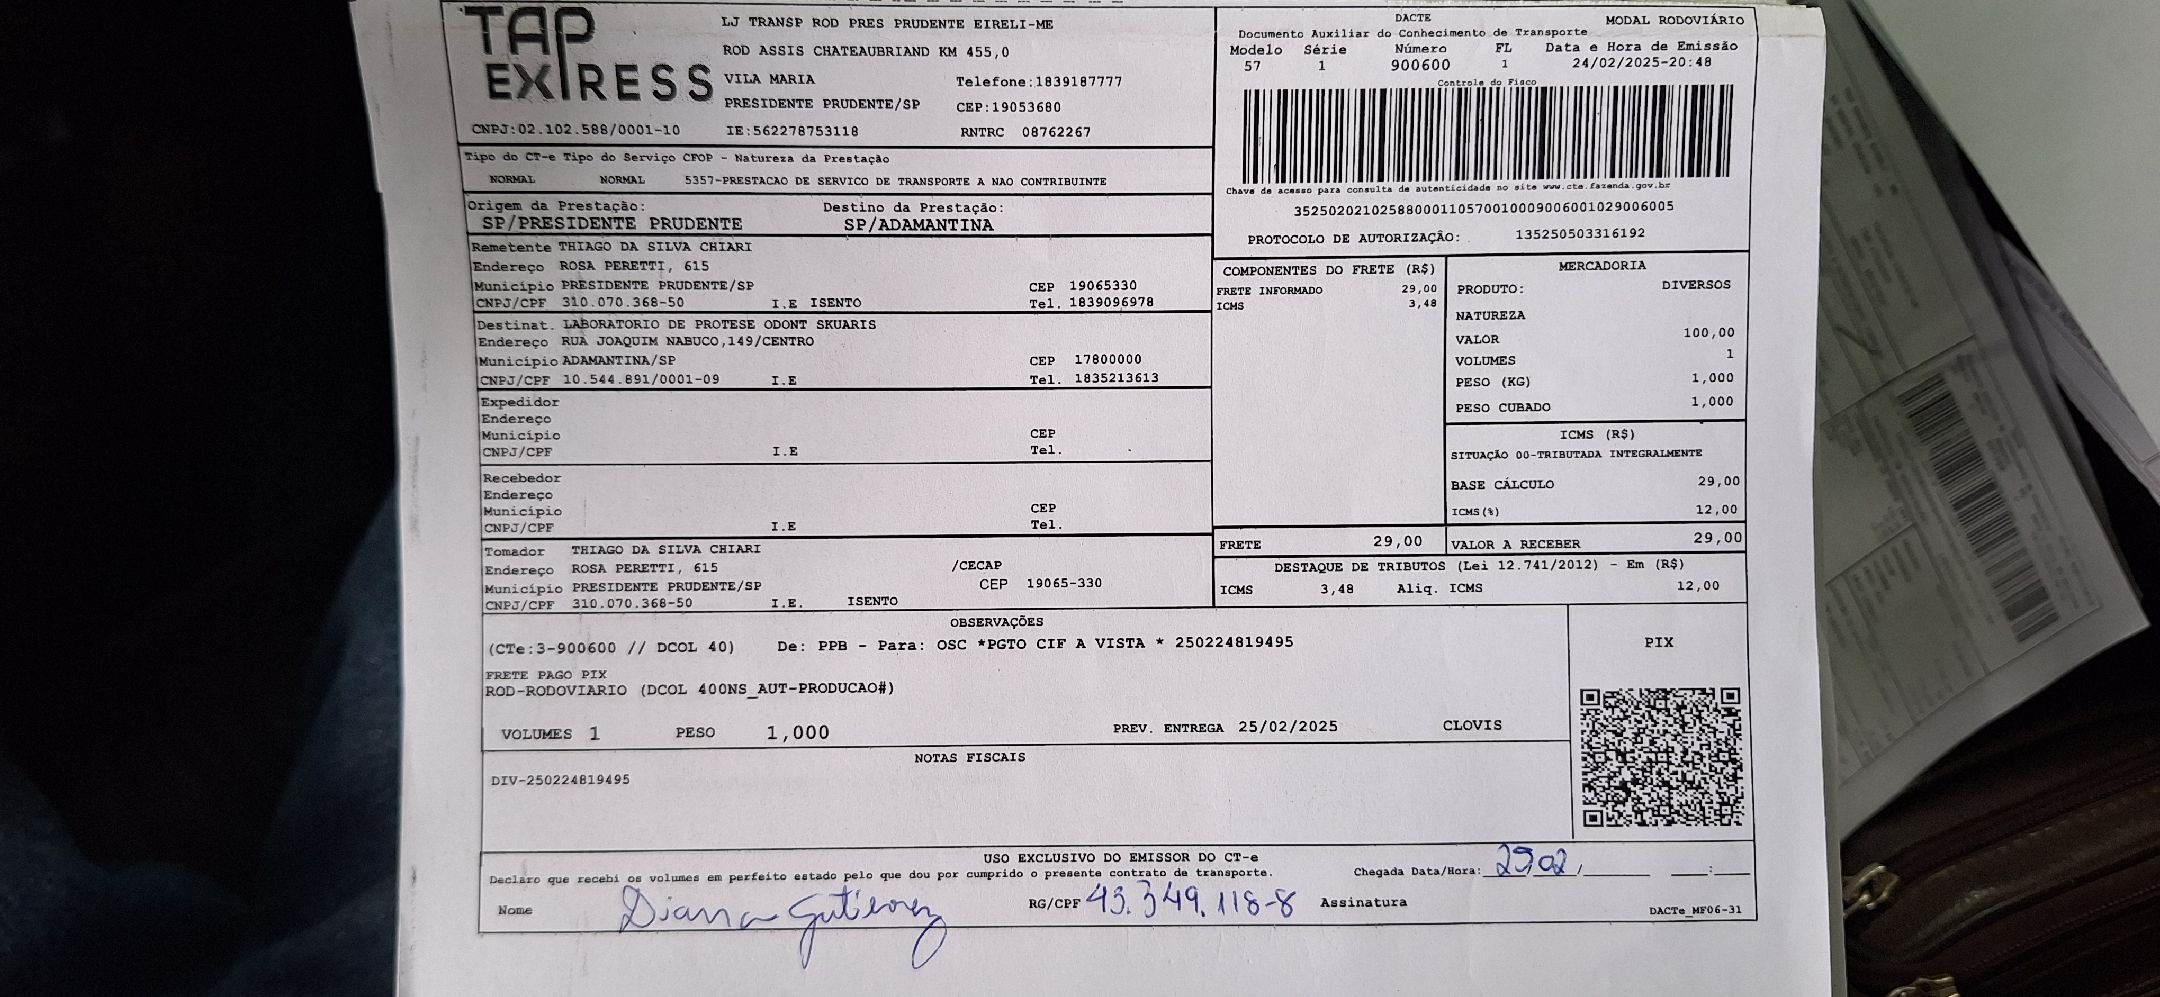 TAP EXPRESS
LJ TRANSP ROD PRES PRUDENTE EIRELI-ME
ROD ASSIS CHATEAUBRIAND KM 455,0
VILA MARIA Telefone:1839187777
PRESIDENTE PRUDENTE/SP CEP:19053680
CNPJ:02.102.588/0001-10 IE:562278753118 RNTRC 08762267
DACTE MODAL RODOVIÁRIO
Documento Auxiliar do Conhecimento de Transporte
Modelo Série Número FL Data e Hora de Emissão
57 1 900600 1 24/02/2025-20:48
Controle do Fisco
Chave de acesso para consulta de autenticidade no site www.cte.fazenda.gov.br
35250202102588000110570010009006001029006005
PROTOCOLO DE AUTORIZAÇÃO: 135250503316192
Tipo do CT-e Tipo do Serviço CFOP - Natureza da Prestação
NORMAL NORMAL 5357-PRESTACAO DE SERVICO DE TRANSPORTE A NAO CONTRIBUINTE
Origem da Prestação: Destino da Prestação:
SP/PRESIDENTE PRUDENTE SP/ADAMANTINA
Remetente THIAGO DA SILVA CHIARI
Endereço ROSA PERETTI, 615
Município PRESIDENTE PRUDENTE/SP CEP 19065330
CNPJ/CPF 310.070.368-50 I.E ISENTO Tel. 1839096978
Destinat. LABORATORIO DE PROTESE ODONT SKUARIS
Endereço RUA JOAQUIM NABUCO,149/CENTRO
Município ADAMANTINA/SP CEP 17800000
CNPJ/CPF 10.544.891/0001-09 I.E Tel. 1835213613
Expedidor
Endereço
Município CEP
CNPJ/CPF I.E Tel.
Recebedor
Endereço
Município CEP
CNPJ/CPF I.E Tel.
Tomador THIAGO DA SILVA CHIARI
Endereço ROSA PERETTI, 615 /CECAP
Município PRESIDENTE PRUDENTE/SP CEP 19065-330
CNPJ/CPF 310.070.368-50 I.E. ISENTO
COMPONENTES DO FRETE (R$)
FRETE INFORMADO 29,00
ICMS 3,48
MERCADORIA
PRODUTO: DIVERSOS
NATUREZA
VALOR 100,00
VOLUMES 1
PESO (KG) 1,000
PESO CUBADO 1,000
ICMS (R$)
SITUAÇÃO 00-TRIBUTADA INTEGRALMENTE
BASE CÁLCULO 29,00
ICMS(%) 12,00
FRETE 29,00 VALOR A RECEBER 29,00
DESTAQUE DE TRIBUTOS (Lei 12.741/2012) - Em (R$)
ICMS 3,48 Aliq. ICMS 12,00
OBSERVAÇÕES
(CTe:3-900600 // DCOL 40) De: PPB - Para: OSC *PGTO CIF A VISTA * 250224819495
FRETE PAGO PIX
ROD-RODOVIARIO (DCOL 400NS_AUT-PRODUCAO#)
VOLUMES 1 PESO 1,000 PREV. ENTREGA 25/02/2025 CLOVIS
PIX
NOTAS FISCAIS
DIV-250224819495
USO EXCLUSIVO DO EMISSOR DO CT-e
Declaro que recebi os volumes em perfeito estado pelo que dou por cumprido o presente contrato de transporte. Chegada Data/Hora: 25/02/ :
Nome Diana Gutierrez RG/CPF 43.349.118-8 Assinatura
DACTe_MF06-31